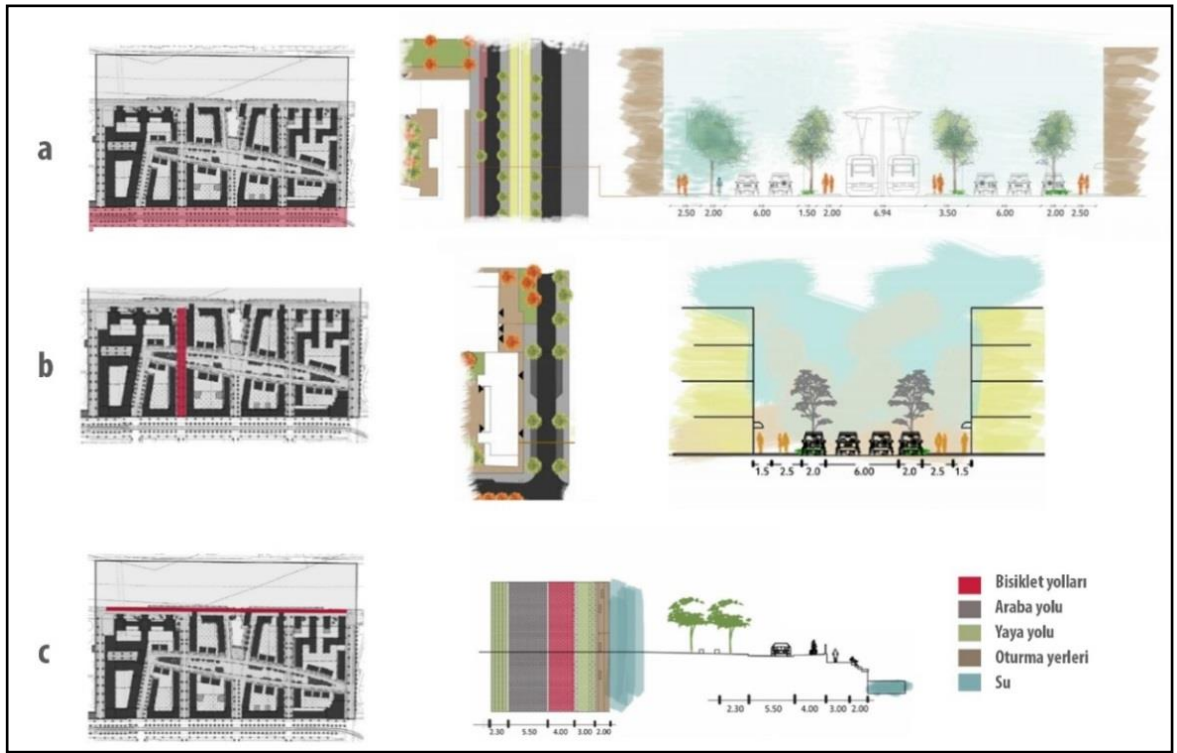 a
2.50 2.00 6.00 1.50 2.00 6.94 3.50 6.00 2.00 2.50
b
1.5 2.5 2.0 6.00 2.0 2.5 1.5
c
Bisiklet yolları
Araba yolu
Yaya yolu
Oturma yerleri
Su
2.30 5.50 4.00 3.00 2.00
2.30 5.50 4.00 3.00 2.00